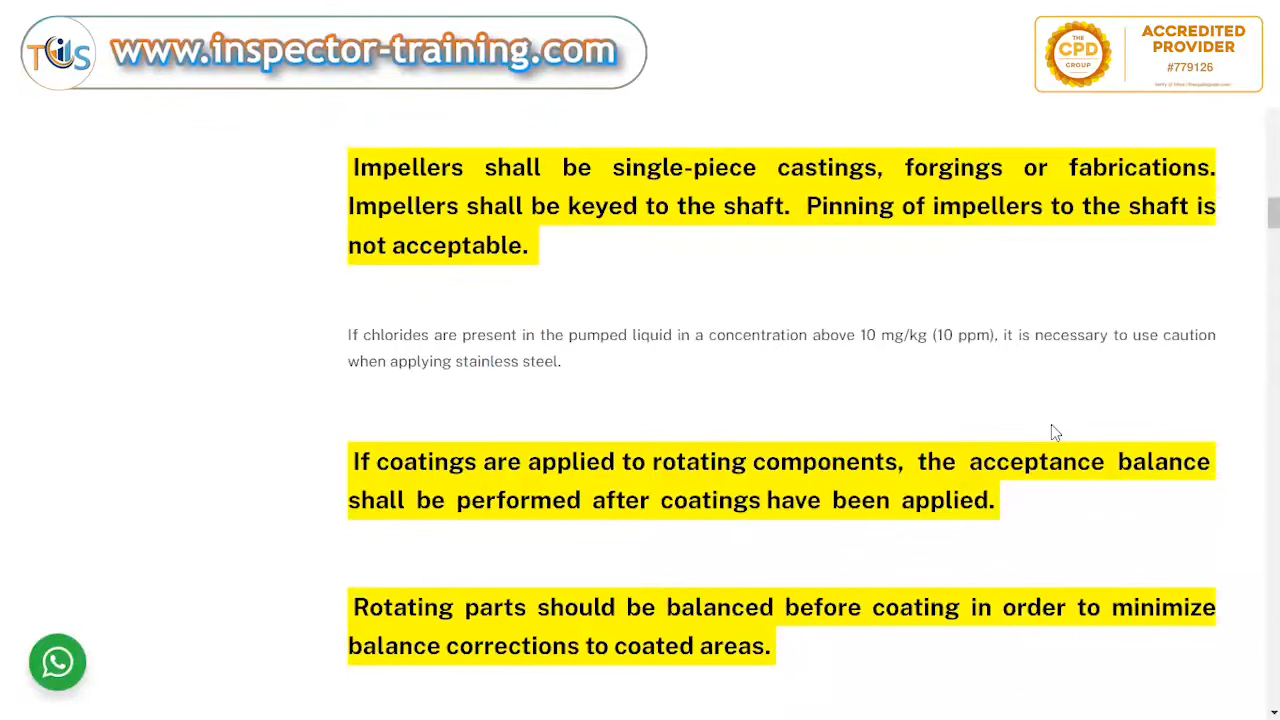 TIS
www.inspector-training.com
THE
CPD
GROUP
ACCREDITED
PROVIDER
#779126
Impellers shall be single-piece castings, forgings or fabrications.
Impellers shall be keyed to the shaft. Pinning of impellers to the shaft is
not acceptable.
If chlorides are present in the pumped liquid in a concentration above 10 mg/kg (10 ppm), it is necessary to use caution
when applying stainless steel.
If coatings are applied to rotating components, the acceptance balance
shall be performed after coatings have been applied.
Rotating parts should be balanced before coating in order to minimize
balance corrections to coated areas.